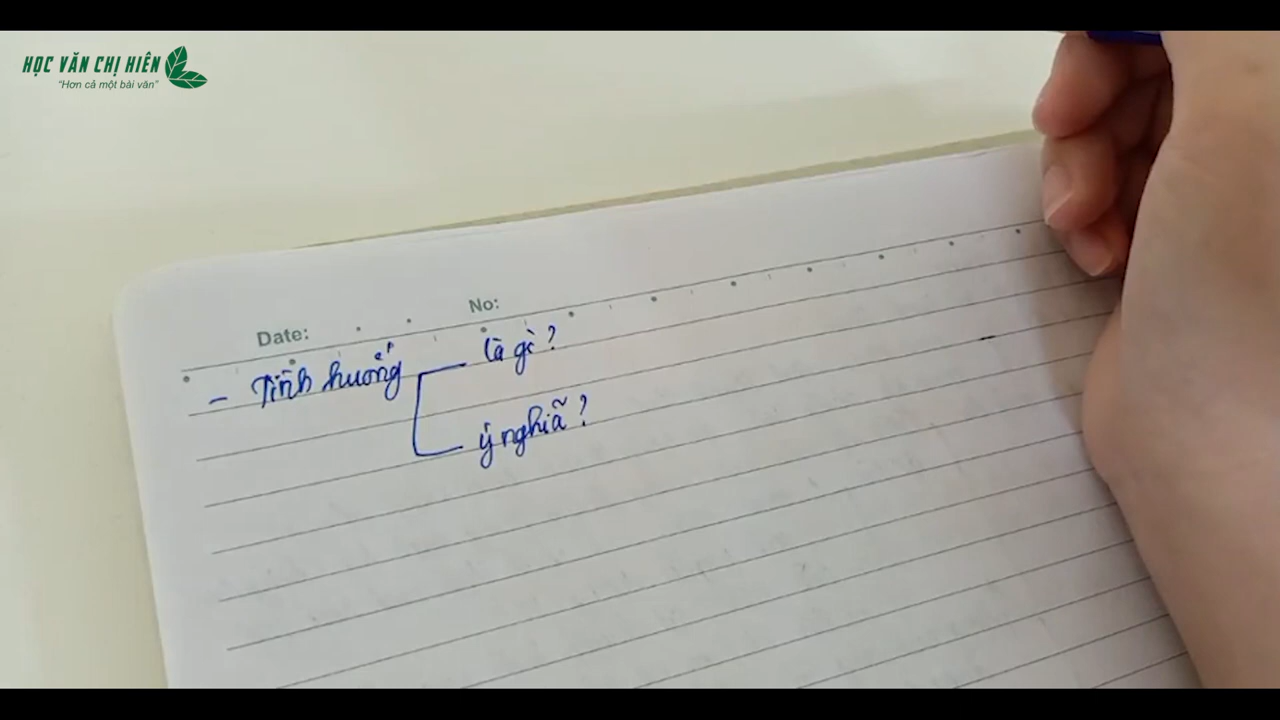 HỌC VĂN CHỊ HIÊN
"Hơn cả một bài văn"
Date:
No:
- Tình huống
là gì?
ý nghĩa?